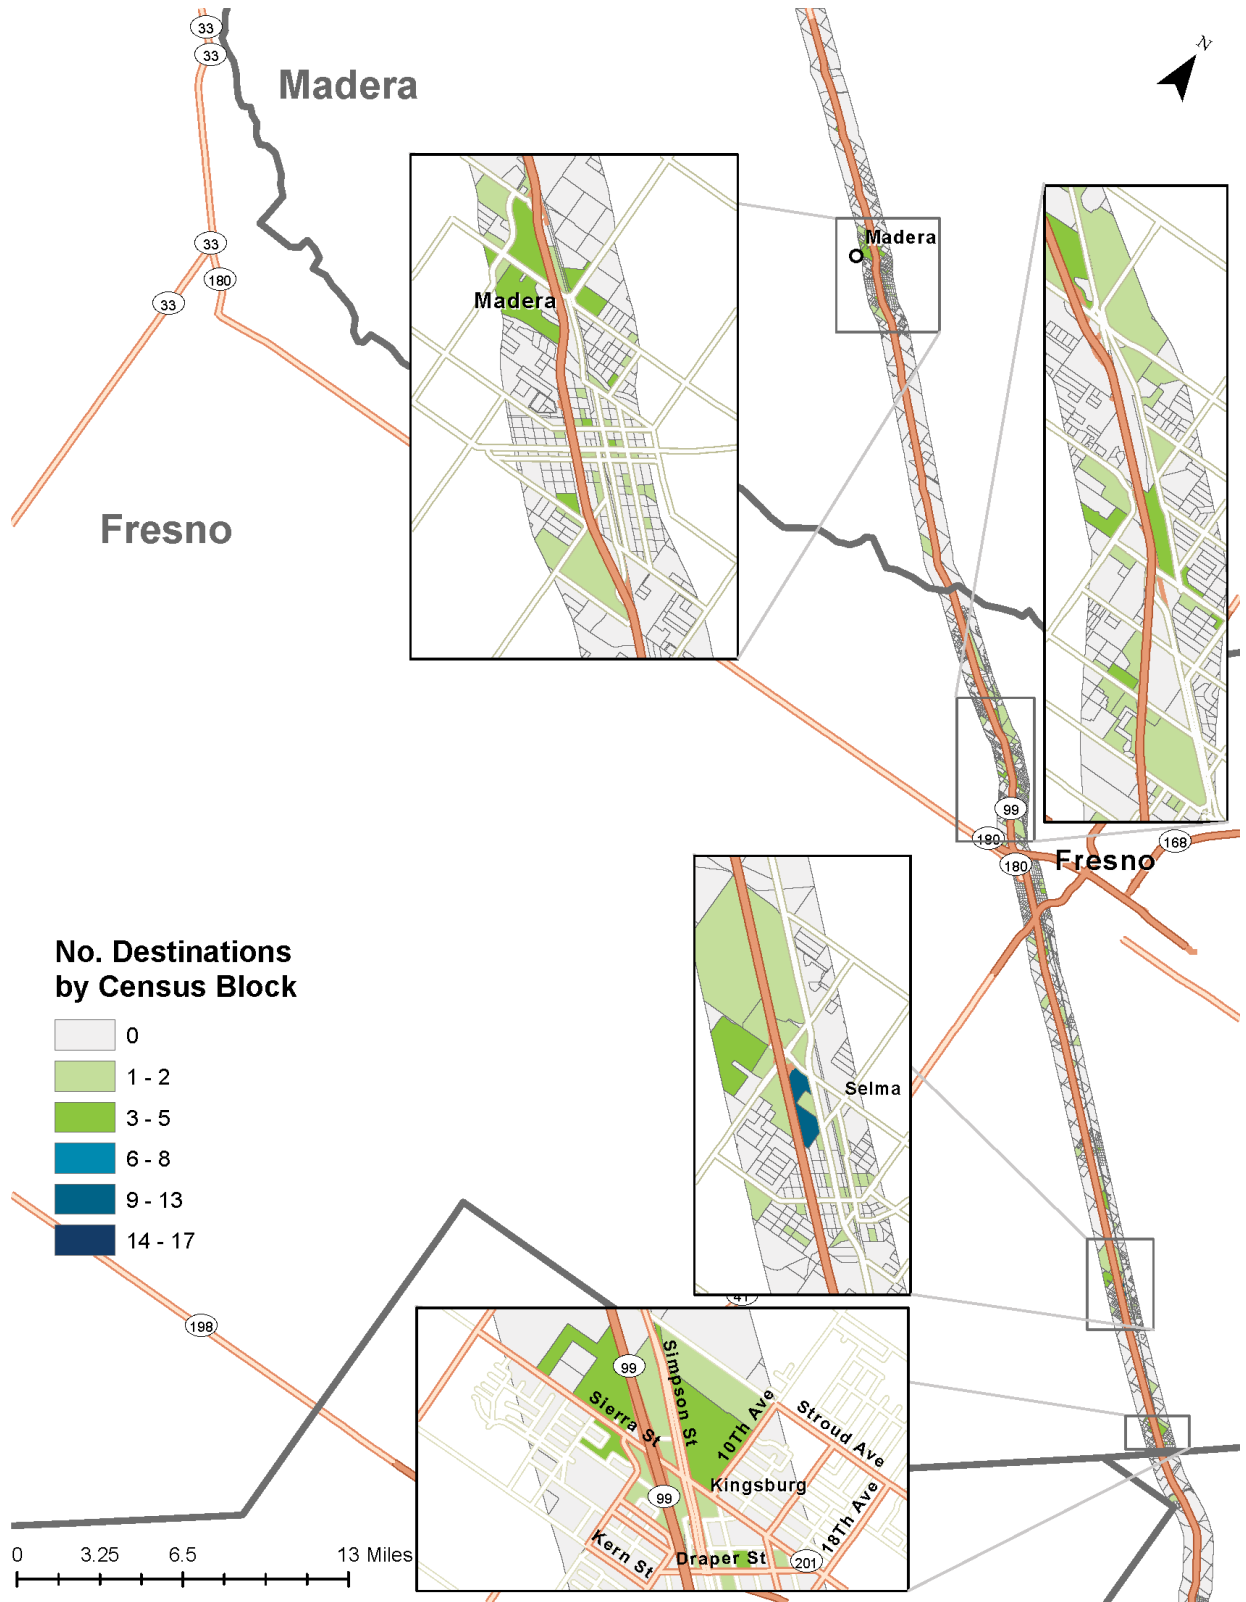 33
33
N
Madera
Madera
33
180
33
Madera
Fresno
99
180
168
180
Fresno
No. Destinations
by Census Block
0
1 - 2
3 - 5
6 - 8
9 - 13
14 - 17
Selma
41
198
99
Simpson St
Sierra St
10Th Ave
Stroud Ave
Kingsburg
99
18Th Ave
Kern St
Draper St
201
0 3.25 6.5 13 Miles